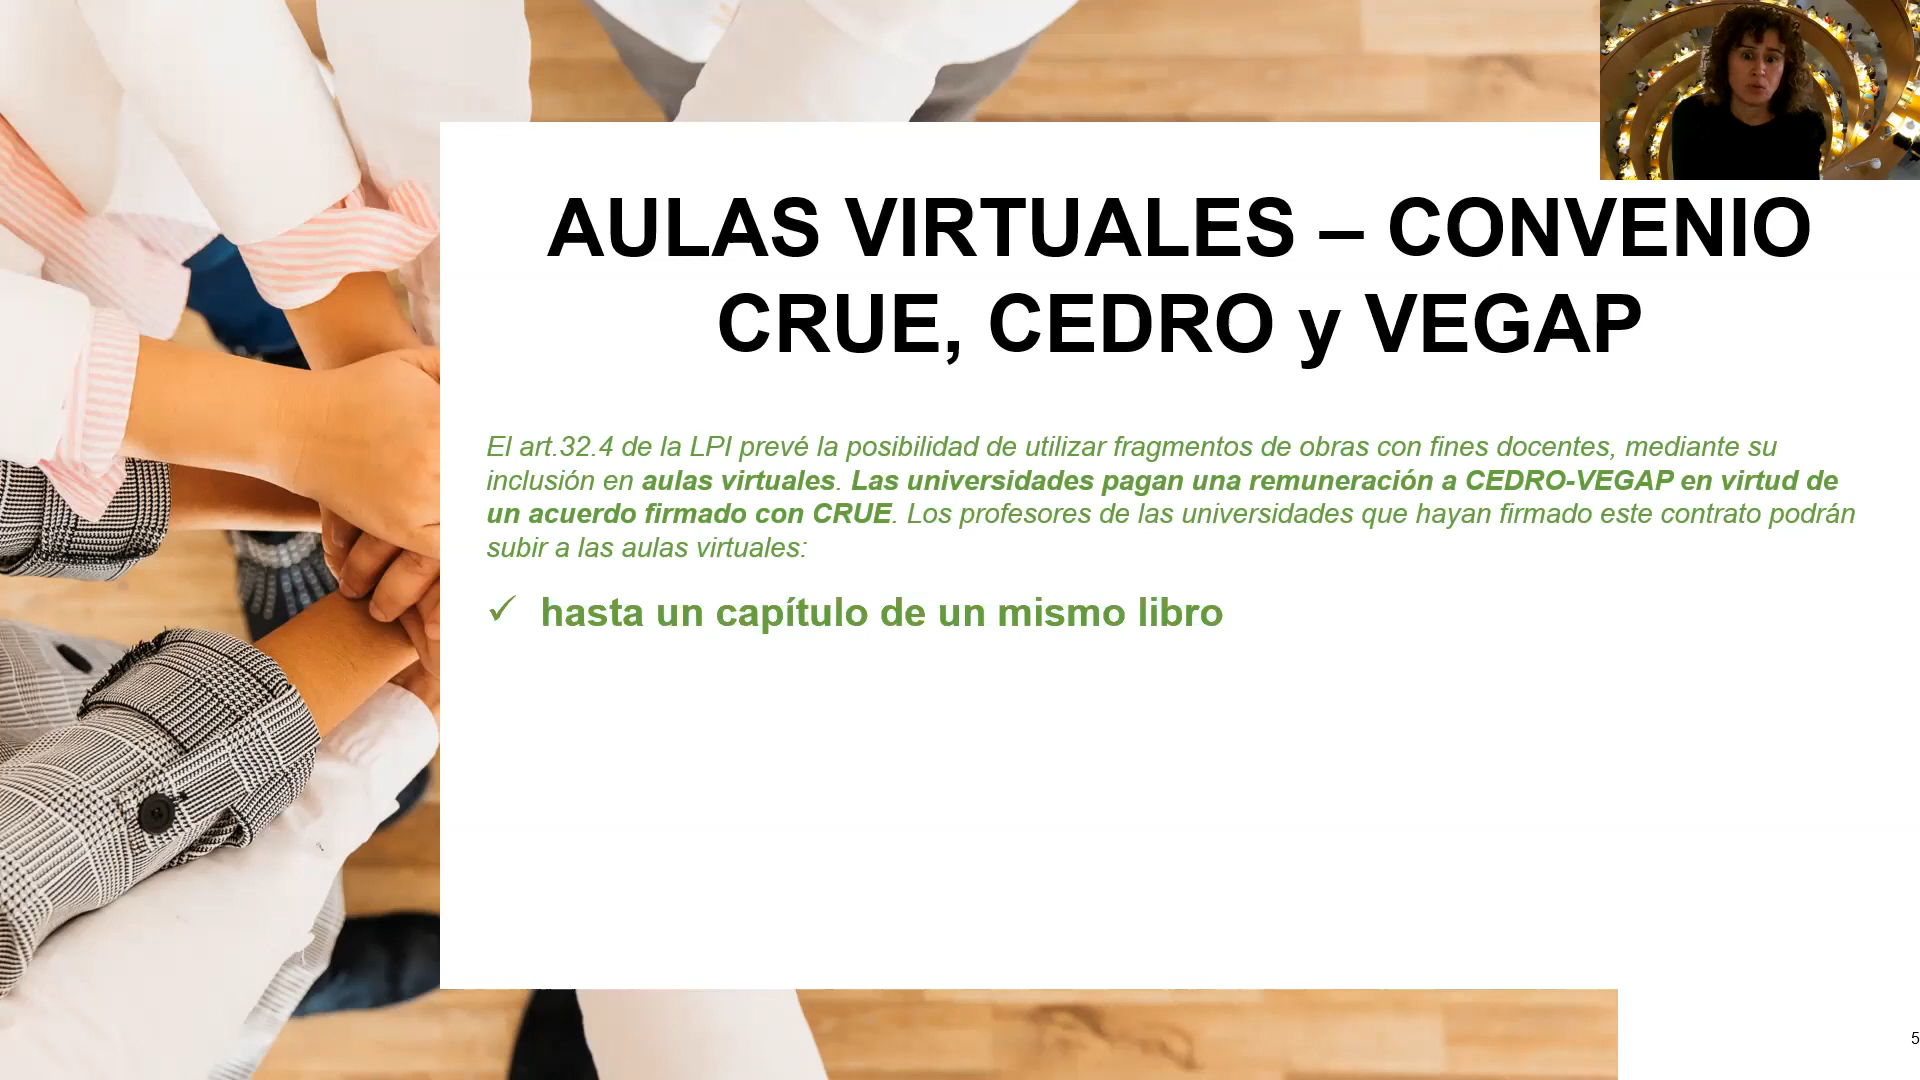 AULAS VIRTUALES – CONVENIO
CRUE, CEDRO y VEGAP
El art.32.4 de la LPI prevé la posibilidad de utilizar fragmentos de obras con fines docentes, mediante su
inclusión en aulas virtuales. Las universidades pagan una remuneración a CEDRO-VEGAP en virtud de
un acuerdo firmado con CRUE. Los profesores de las universidades que hayan firmado este contrato podrán
subir a las aulas virtuales:
✓ hasta un capítulo de un mismo libro
5